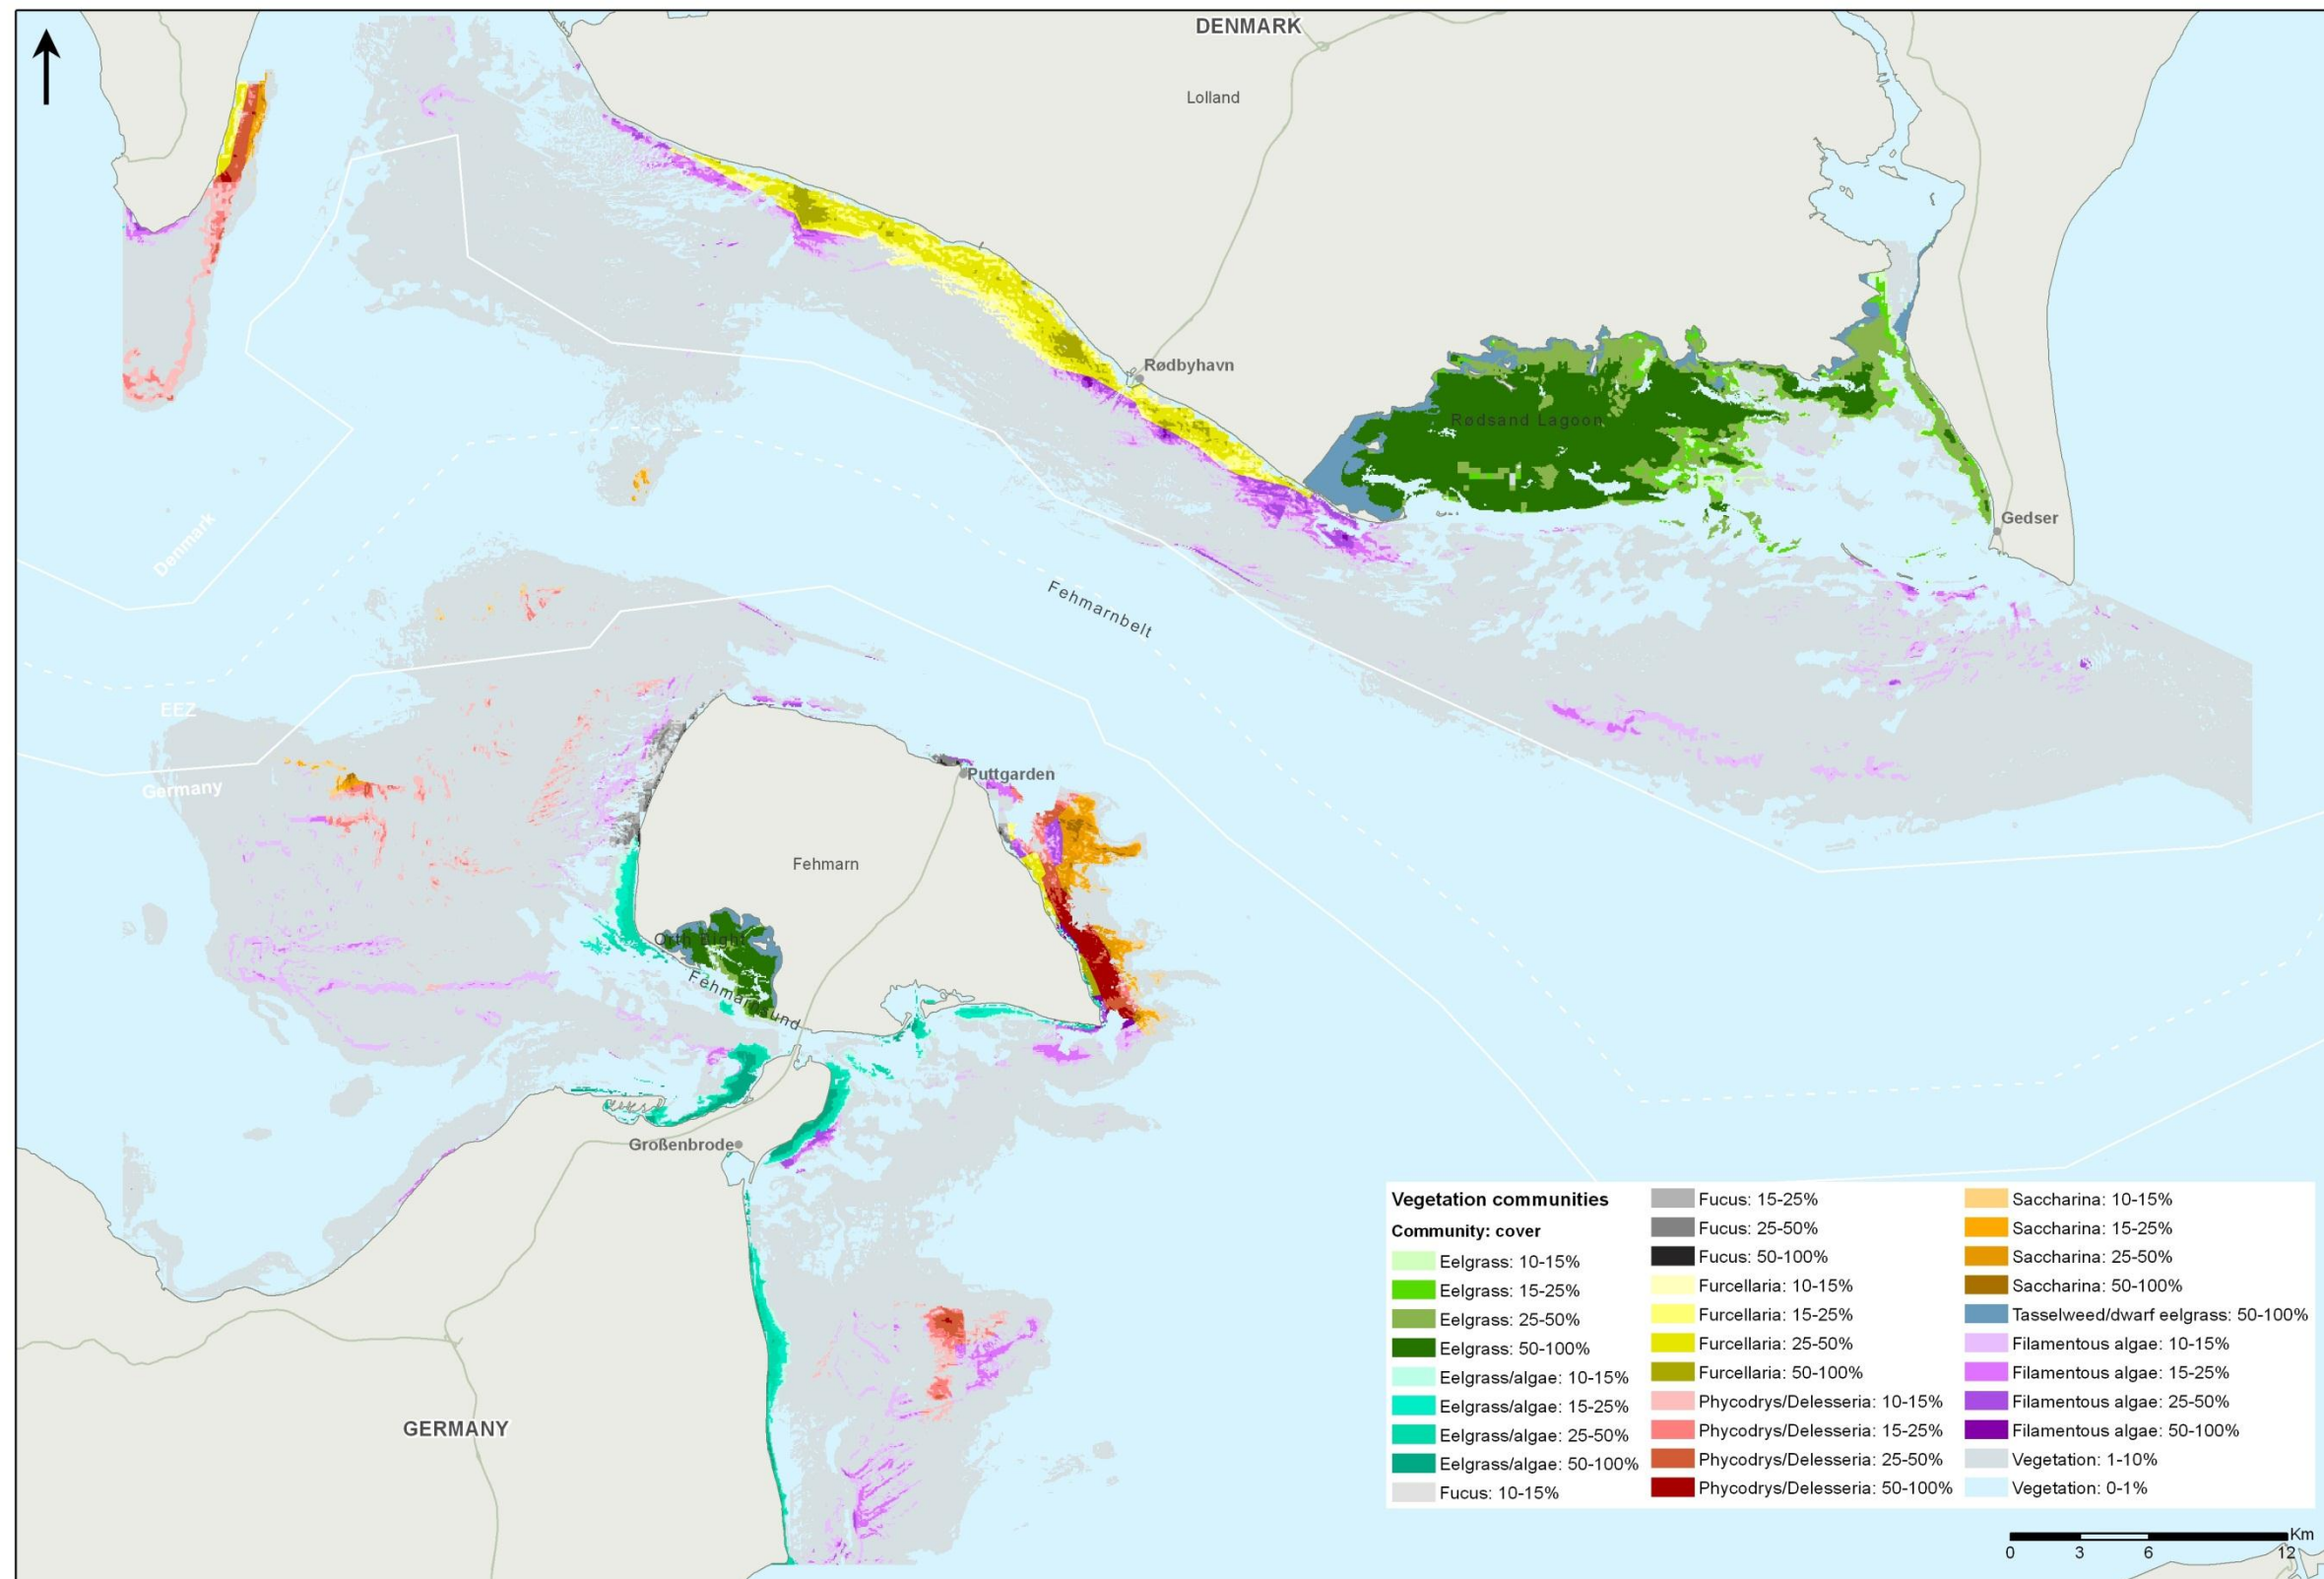 DENMARK
Lolland
Rødbyhavn
Rødsand Lagoon
Gedser
Denmark
Fehmarnbelt
EEZ
Germany
Puttgarden
Fehmarn
Orth Bight
Fehmarnsund
Großenbrode
GERMANY
Vegetation communities
Community: cover
Eelgrass: 10-15%
Eelgrass: 15-25%
Eelgrass: 25-50%
Eelgrass: 50-100%
Eelgrass/algae: 10-15%
Eelgrass/algae: 15-25%
Eelgrass/algae: 25-50%
Eelgrass/algae: 50-100%
Fucus: 10-15%
Fucus: 15-25%
Fucus: 25-50%
Fucus: 50-100%
Furcellaria: 10-15%
Furcellaria: 15-25%
Furcellaria: 25-50%
Furcellaria: 50-100%
Phycodrys/Delesseria: 10-15%
Phycodrys/Delesseria: 15-25%
Phycodrys/Delesseria: 25-50%
Phycodrys/Delesseria: 50-100%
Saccharina: 10-15%
Saccharina: 15-25%
Saccharina: 25-50%
Saccharina: 50-100%
Tasselweed/dwarf eelgrass: 50-100%
Filamentous algae: 10-15%
Filamentous algae: 15-25%
Filamentous algae: 25-50%
Filamentous algae: 50-100%
Vegetation: 1-10%
Vegetation: 0-1%
Km
0 3 6 12